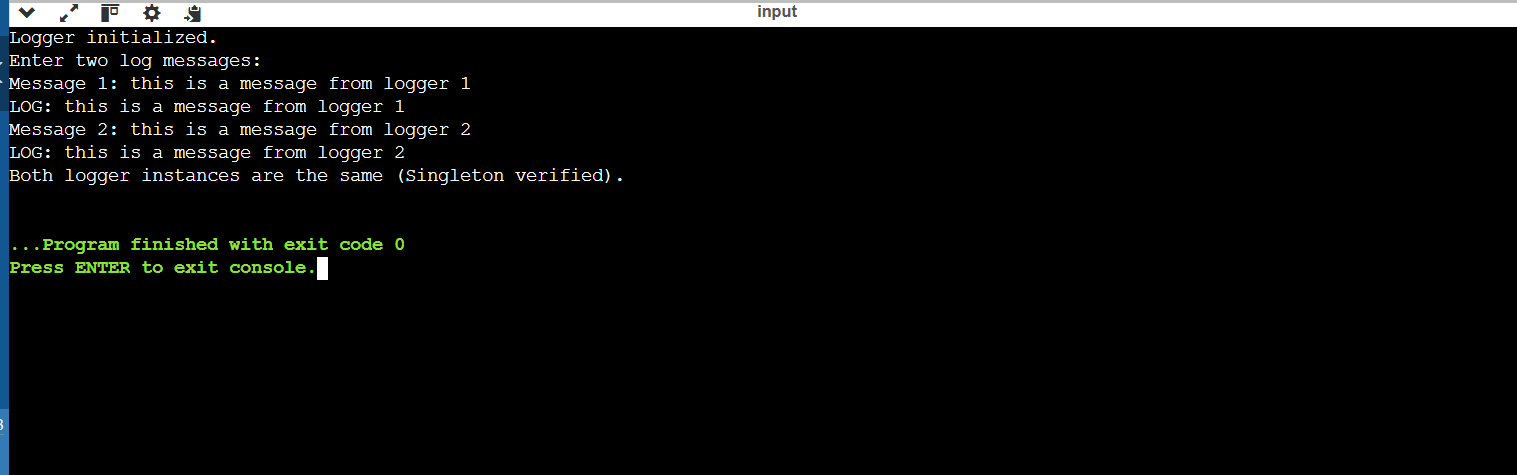 input
Logger initialized.
Enter two log messages:
Message 1: this is a message from logger 1
LOG: this is a message from logger 1
Message 2: this is a message from logger 2
LOG: this is a message from logger 2
Both logger instances are the same (Singleton verified).
...Program finished with exit code 0
Press ENTER to exit console.